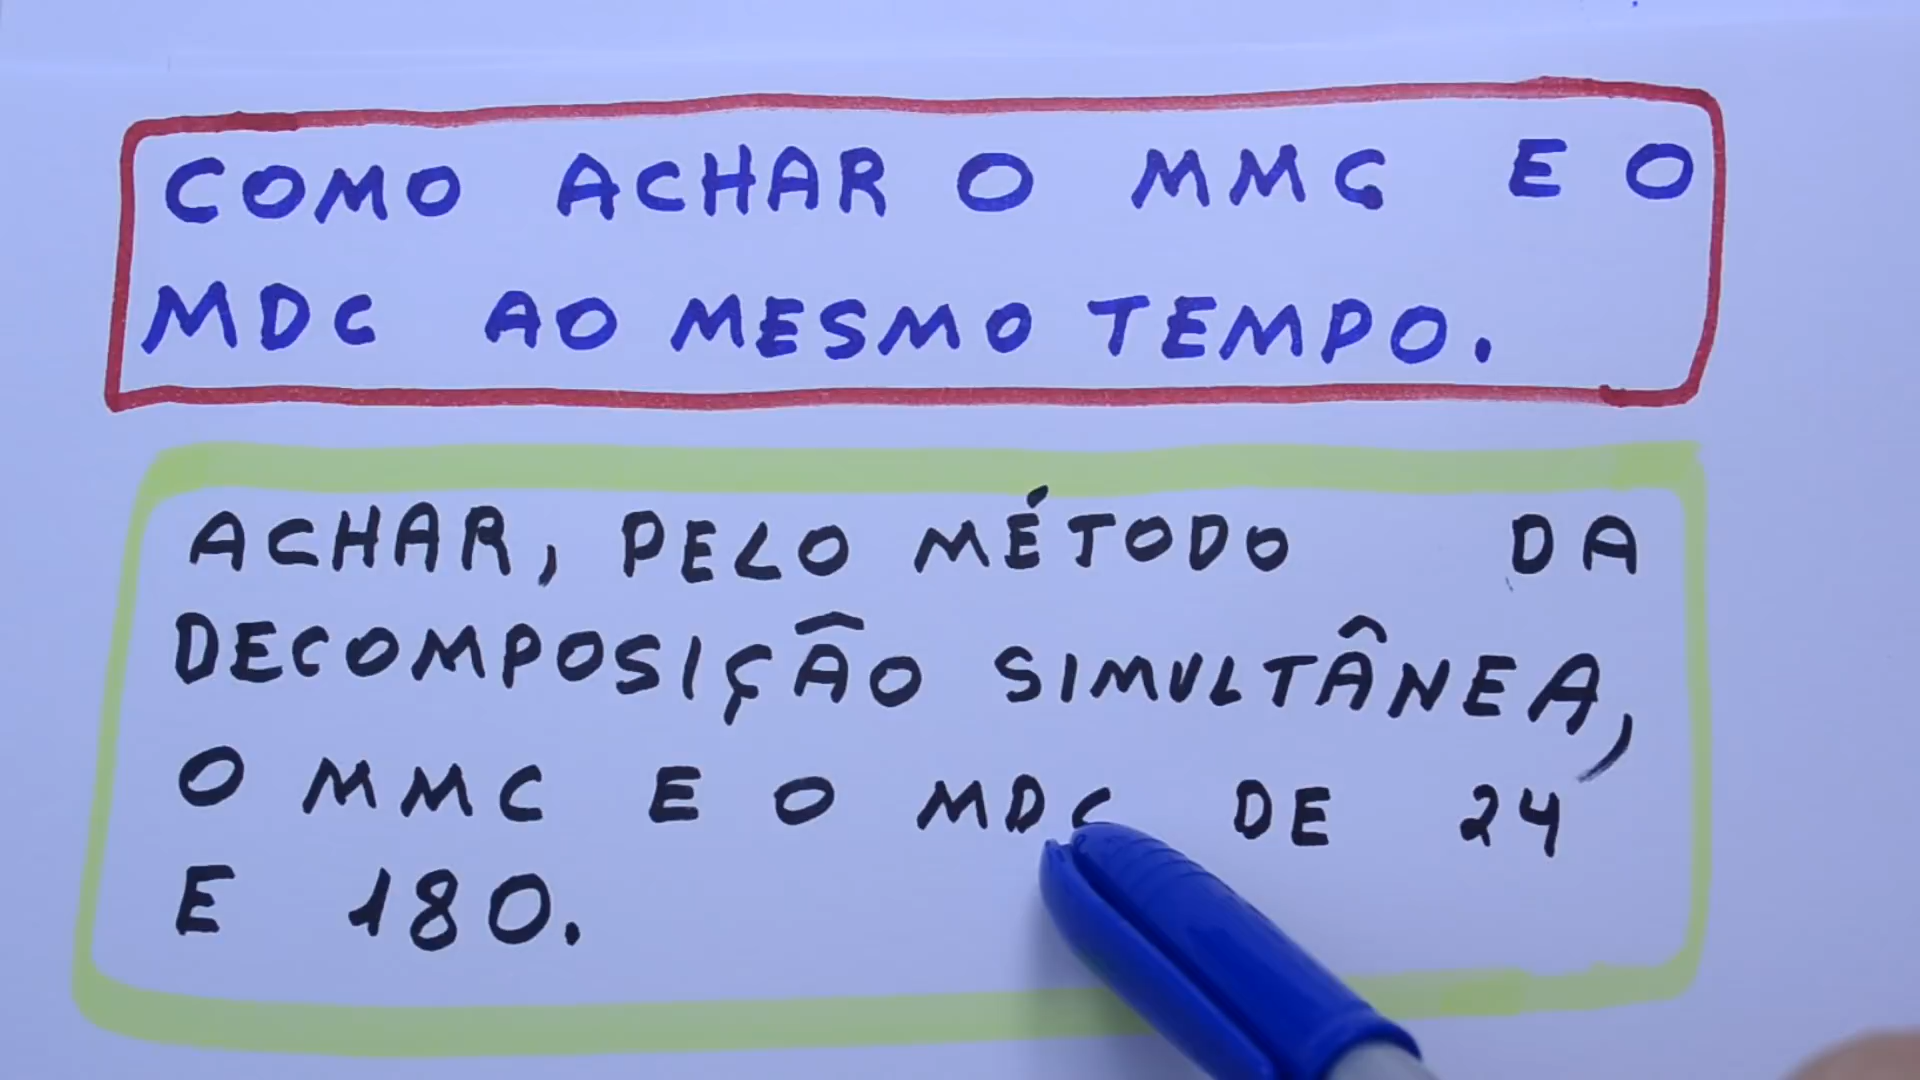 COMO ACHAR O MMC E O
MDC AO MESMO TEMPO.
ACHAR, PELO MÉTODO DA
DECOMPOSIÇÃO SIMULTÂNEA,
O MMC E O MDC DE 24
E 180.